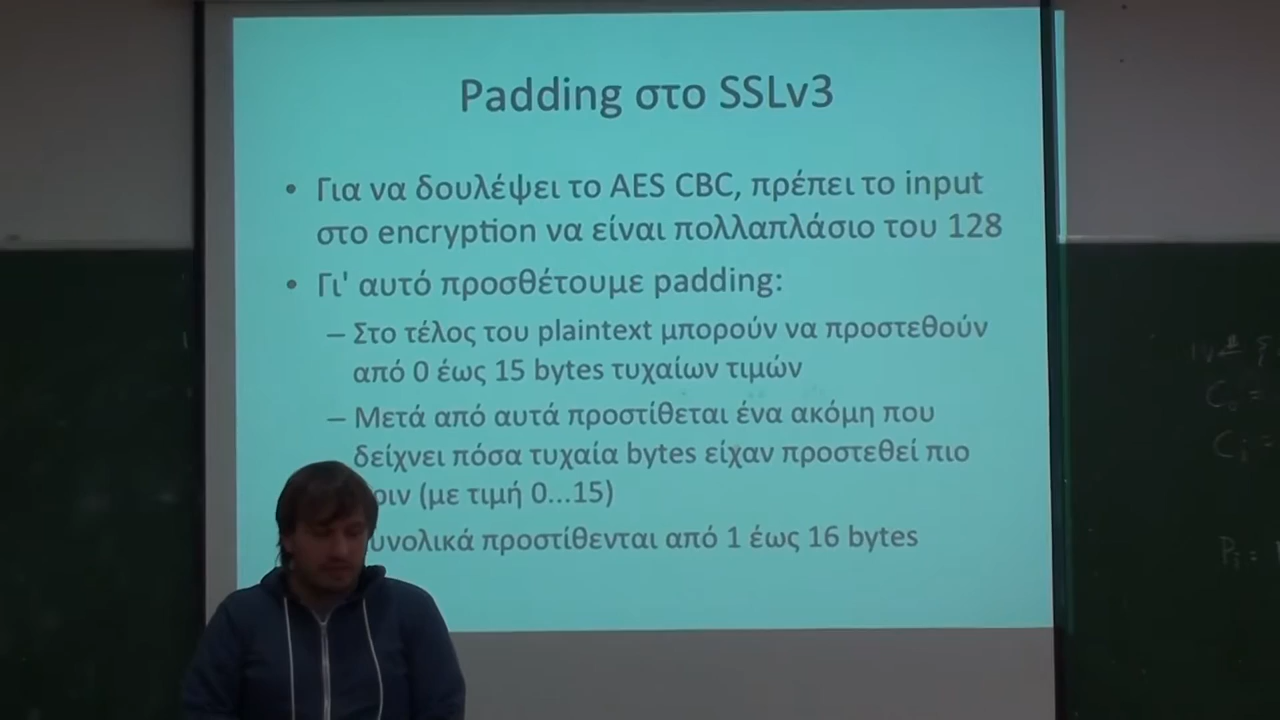 Padding στο SSLv3
• Για να δουλέψει το AES CBC, πρέπει το input
στο encryption να είναι πολλαπλάσιο του 128
• Γι' αυτό προσθέτουμε padding:
– Στο τέλος του plaintext μπορούν να προστεθούν
από 0 έως 15 bytes τυχαίων τιμών
– Μετά από αυτά προστίθεται ένα ακόμη που
δείχνει πόσα τυχαία bytes είχαν προστεθεί πιο
(με τιμή 0...15)
προστίθενται από 1 έως 16 bytes